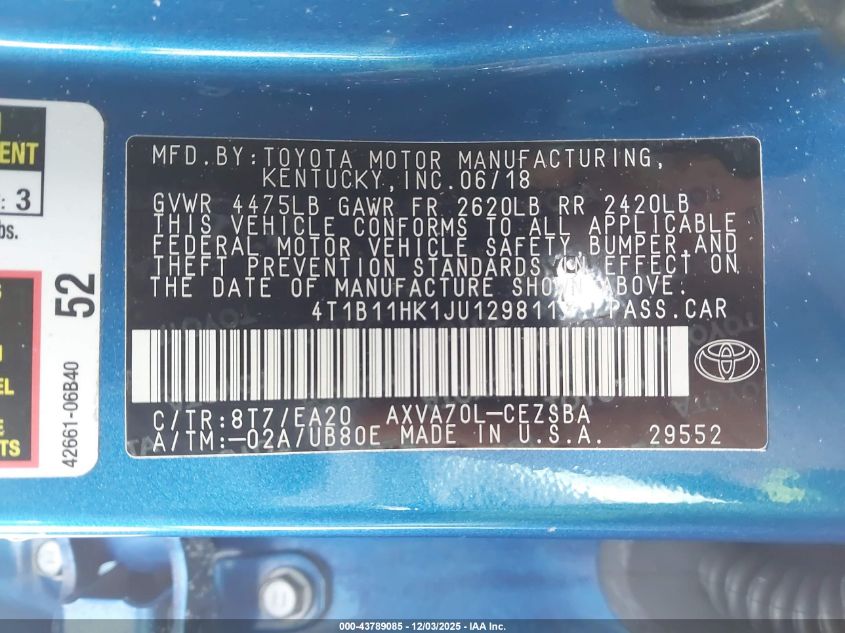 3
52
42661-06B40
MFD.BY:TOYOTA MOTOR MANUFACTURING,
KENTUCKY,INC.06/18
GVWR 4475LB GAWR FR 2620LB RR 2420LB
THIS VEHICLE CONFORMS TO ALL APPLICABLE
FEDERAL MOTOR VEHICLE SAFETY, BUMPER AND
THEFT PREVENTION STANDARDS IN EFFECT ON
THE DATE OF MANUFACTURE SHOWN ABOVE.
4T1B11HK1JU129811 PASS.CAR
C/TR:8T7/EA20 AXVA70L-CEZSBA
A/TM:-02A/UB80E MADE IN U.S.A. 29552
000-43789085 - 12/03/2025 - IAA Inc.